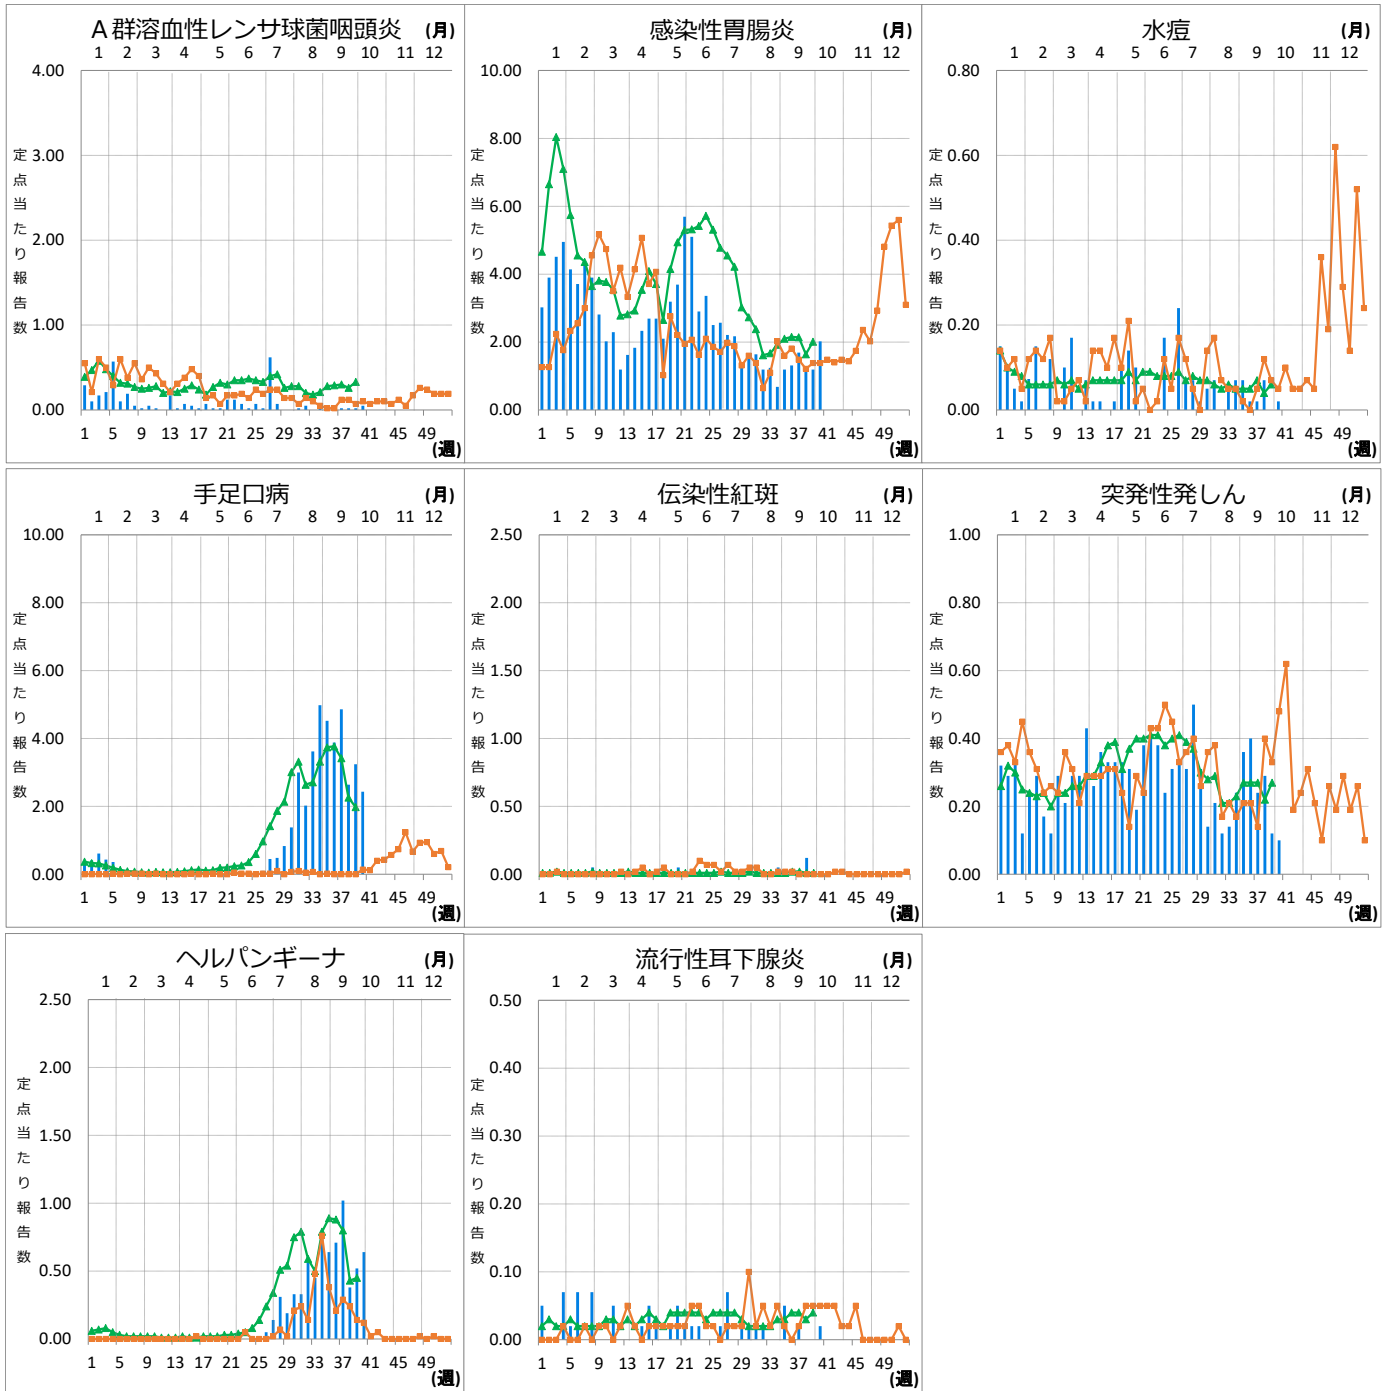 A群溶血性レンサ球菌咽頭炎 (月)
1 2 3 4 5 6 7 8 9 10 11 12
4.00
3.00
2.00
1.00
0.00
定点当たり報告数
1 5 9 13 17 21 25 29 33 37 41 45 49
(週)
感染性胃腸炎 (月)
1 2 3 4 5 6 7 8 9 10 11 12
10.00
8.00
6.00
4.00
2.00
0.00
定点当たり報告数
1 5 9 13 17 21 25 29 33 37 41 45 49
(週)
水痘 (月)
1 2 3 4 5 6 7 8 9 10 11 12
0.80
0.60
0.40
0.20
0.00
定点当たり報告数
1 5 9 13 17 21 25 29 33 37 41 45 49
(週)
手足口病 (月)
1 2 3 4 5 6 7 8 9 10 11 12
10.00
8.00
6.00
4.00
2.00
0.00
定点当たり報告数
1 5 9 13 17 21 25 29 33 37 41 45 49
(週)
伝染性紅斑 (月)
1 2 3 4 5 6 7 8 9 10 11 12
2.50
2.00
1.50
1.00
0.50
0.00
定点当たり報告数
1 5 9 13 17 21 25 29 33 37 41 45 49
(週)
突発性発しん (月)
1 2 3 4 5 6 7 8 9 10 11 12
1.00
0.80
0.60
0.40
0.20
0.00
定点当たり報告数
1 5 9 13 17 21 25 29 33 37 41 45 49
(週)
ヘルパンギーナ (月)
1 2 3 4 5 6 7 8 9 10 11 12
2.50
2.00
1.50
1.00
0.50
0.00
定点当たり報告数
1 5 9 13 17 21 25 29 33 37 41 45 49
(週)
流行性耳下腺炎 (月)
1 2 3 4 5 6 7 8 9 10 11 12
0.50
0.40
0.30
0.20
0.10
0.00
定点当たり報告数
1 5 9 13 17 21 25 29 33 37 41 45 49
(週)